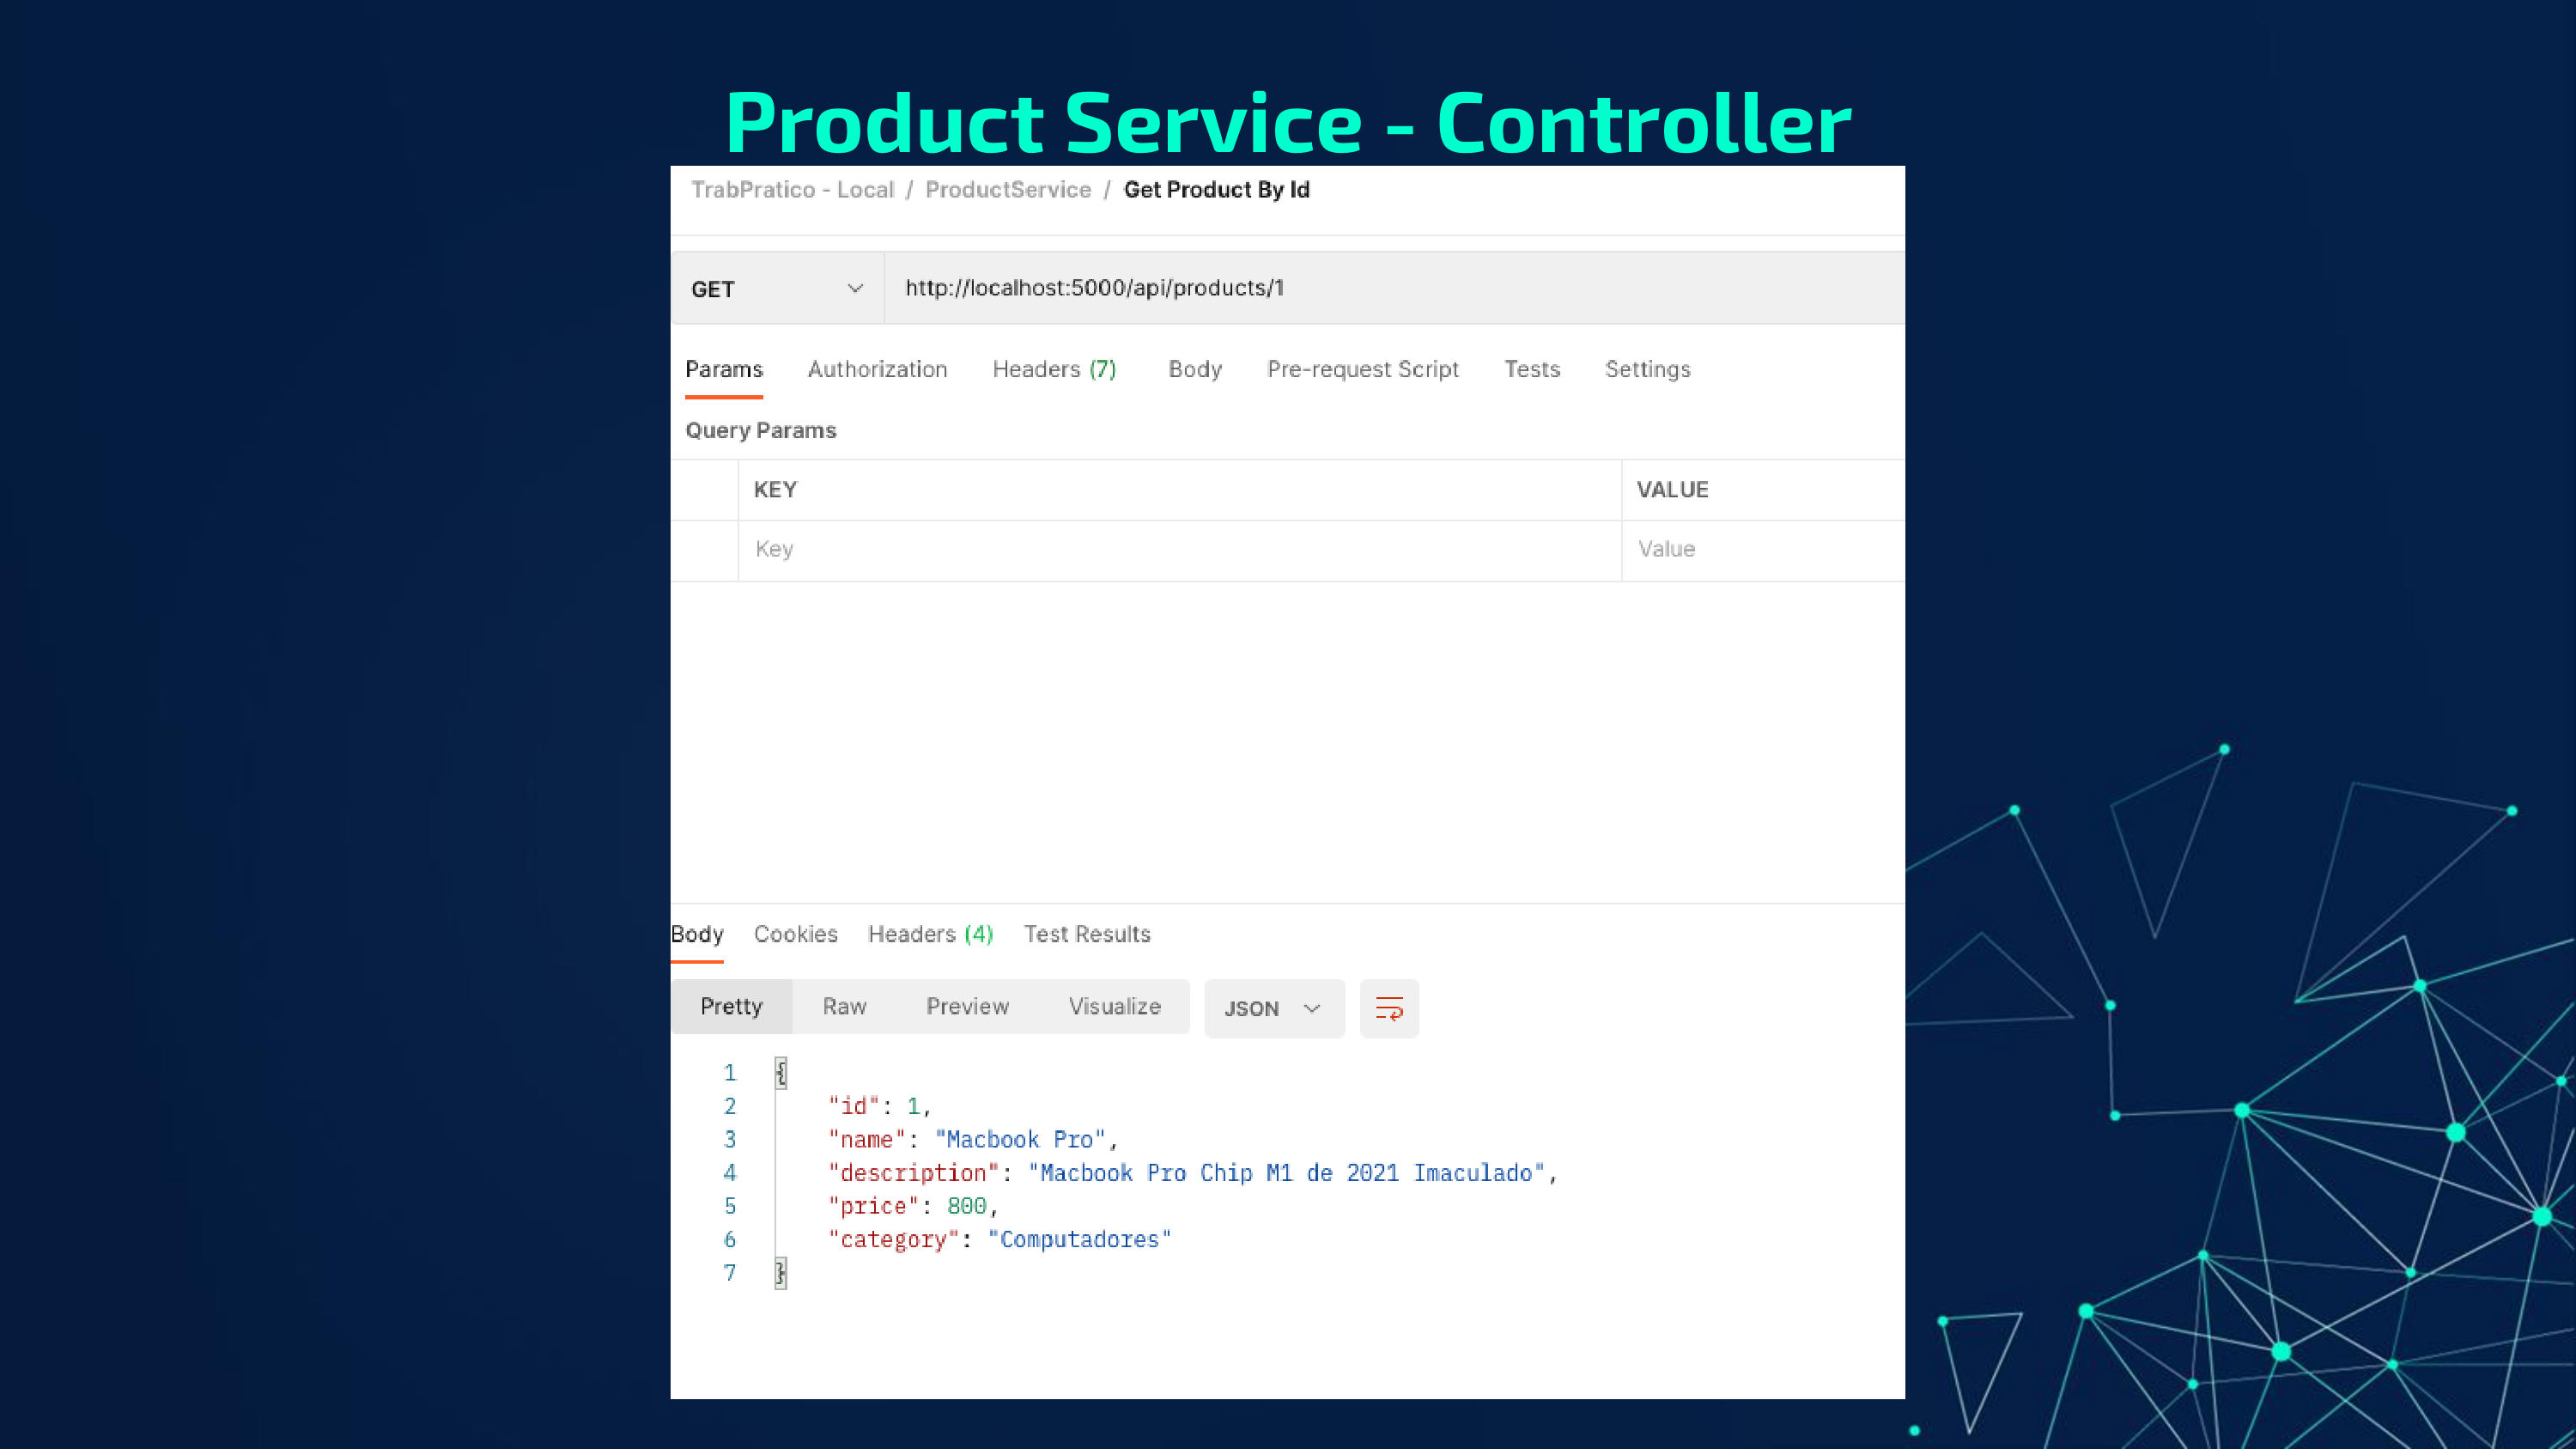 Product Service - Controller
TrabPratico - Local / ProductService / Get Product By Id
GET http://localhost:5000/api/products/1
Params Authorization Headers (7) Body Pre-request Script Tests Settings
Query Params
KEY VALUE
Key Value
Body Cookies Headers (4) Test Results
Pretty Raw Preview Visualize JSON
1 {
2 "id": 1,
3 "name": "Macbook Pro",
4 "description": "Macbook Pro Chip M1 de 2021 Imaculado",
5 "price": 800,
6 "category": "Computadores"
7 }